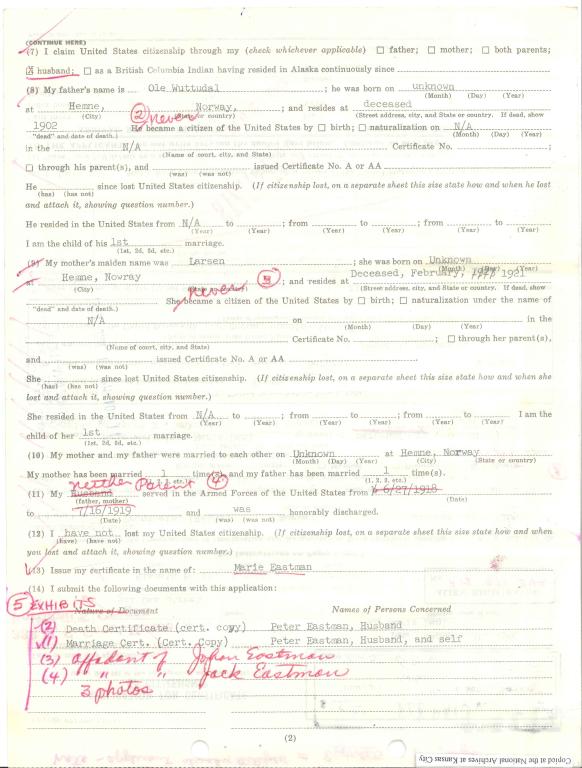 (CONTINUE HERE)
(7) I claim United States citizenship through my (check whichever applicable) ☐ father; ☐ mother; ☐ both parents;
☒ husband; ☐ as a British Columbia Indian having resided in Alaska continuously since
(8) My father's name is Ole Wuttudal ; he was born on unknown
(Month) (Day) (Year)
at Hemne, Norway, ; and resides at deceased
(City) (State or country) (Street address, city, and State or country. If dead, show
② never
1902 He became a citizen of the United States by ☐ birth; ☐ naturalization on N/A
"dead" and date of death.) (Month) (Day) (Year)
in the N/A Certificate No. ;
(Name of court, city, and State)
☐ through his parent(s), and issued Certificate No. A or AA
(was) (was not)
He since lost United States citizenship. (If citizenship lost, on a separate sheet this size state how and when he lost
(has) (has not)
and attach it, showing question number.)
He resided in the United States from N/A to ; from to ; from to
(Year) (Year) (Year) (Year) (Year) (Year)
I am the child of his 1st marriage.
(1st, 2d, 3d, etc.)
(9) My mother's maiden name was Larsen ; she was born on Unknown
(Month) (Day) (Year)
at Hemne, Nowray ③ ; and resides at Deceased, February, 1921
(City) (State or country) (Street address, city, and State or country. If dead, show
never
She became a citizen of the United States by ☐ birth; ☐ naturalization under the name of
"dead" and date of death.)
N/A on in the
(Month) (Day) (Year)
Certificate No. ; ☐ through her parent(s),
(Name of court, city, and State)
and issued Certificate No. A or AA
(was) (was not)
She since lost United States citizenship. (If citizenship lost, on a separate sheet this size state how and when she
(has) (has not)
lost and attach it, showing question number.)
She resided in the United States from N/A to ; from to ; from to I am the
(Year) (Year) (Year) (Year) (Year) (Year)
child of her 1st marriage.
(1st, 2d, 3d, etc.)
(10) My mother and my father were married to each other on Unknown at Hemne, Norway
(Month) (Day) (Year) (City) (State or country)
My mother has been married 1 time(s) and my father has been married 1 time(s).
(1, 2, 3, etc.)
neither Parent ④
(11) My Husband served in the Armed Forces of the United States from 6/27/1918
(father, mother) (Date)
to 7/16/1919 and was honorably discharged.
(Date) (was) (was not)
(12) I have not lost my United States citizenship. (If citizenship lost, on a separate sheet this size state how and when
(have) (have not)
you lost and attach it, showing question number.)
(13) Issue my certificate in the name of: Marie Eastman
(14) I submit the following documents with this application:
⑤ EXHIBITS
Nature of Document Names of Persons Concerned
(2) Death Certificate (cert. copy) Peter Eastman, Husband
(1) Marriage Cert. (Cert. Copy) Peter Eastman, Husband, and self
(3) Affadavit of Johan Eastman
(4) " " Jack Eastman
3 photos
(2)
Copied at the National Archives at Kansas City